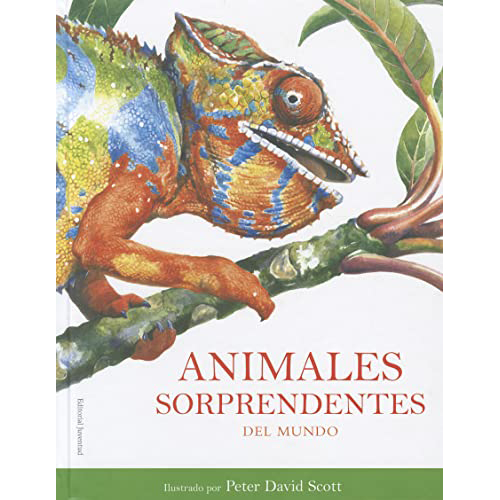 ANIMALES
SORPRENDENTES
DEL MUNDO
Editorial Juventud
Ilustrado por Peter David Scott